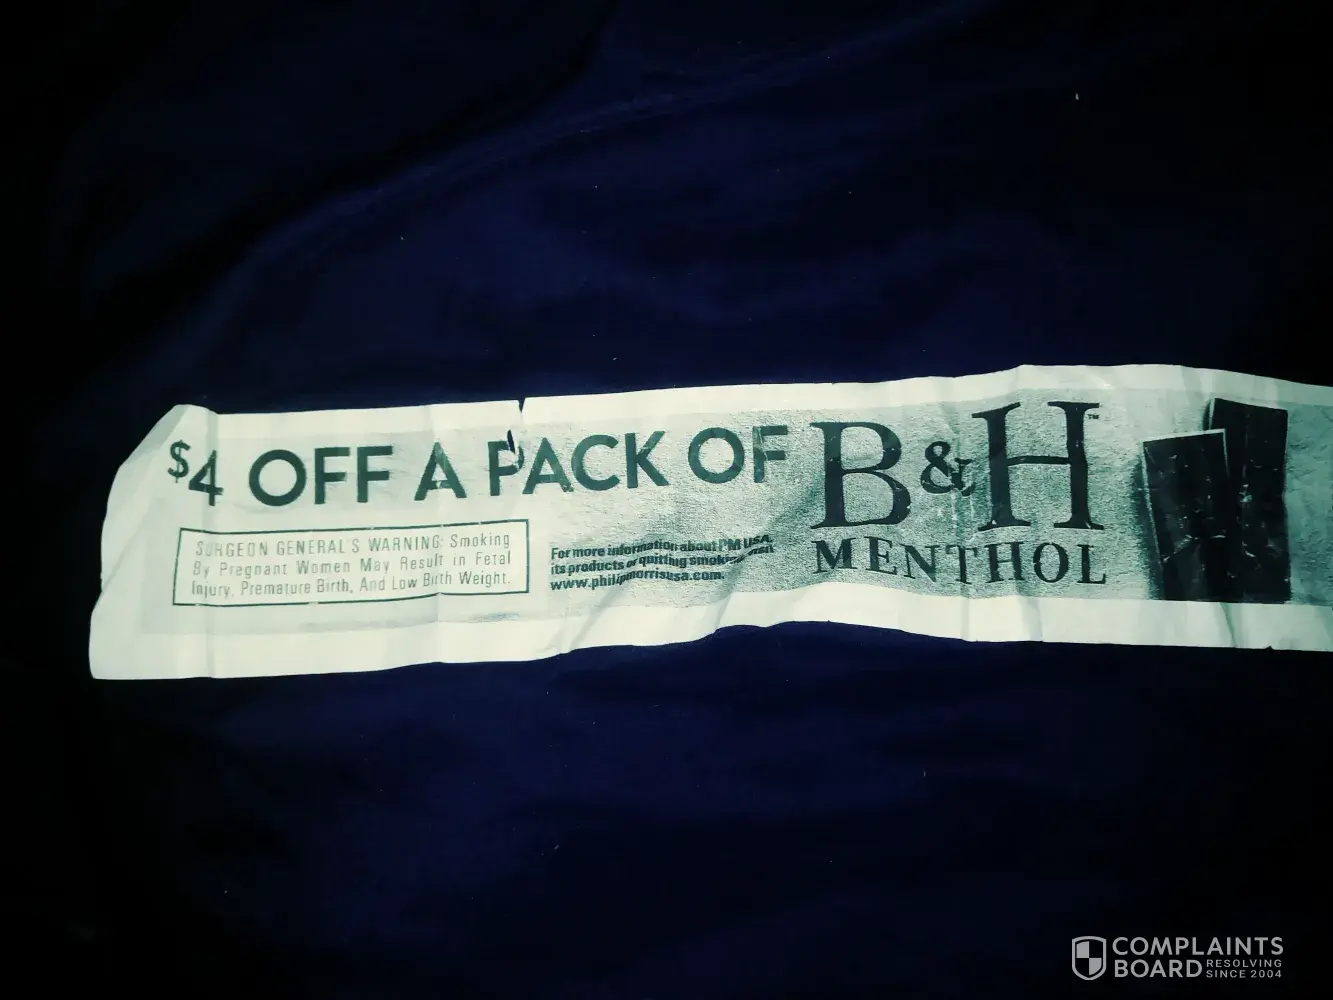 $4 OFF A PACK OF B&H™
MENTHOL
SURGEON GENERAL'S WARNING: Smoking
By Pregnant Women May Result in Fetal
Injury, Premature Birth, And Low Birth Weight.
For more information about PM USA,
its products or quitting smoking, visit
www.philipmorrisusa.com.
COMPLAINTS
BOARD RESOLVING
SINCE 2004